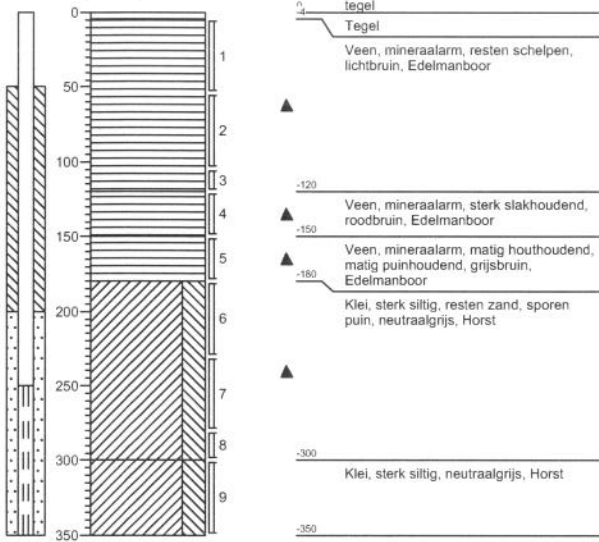 0
50
100
150
200
250
300
350
1
2
3
4
5
6
7
8
9
0
tegel
-4
Tegel
Veen, mineraalarm, resten schelpen,
lichtbruin, Edelmanboor
-120
Veen, mineraalarm, sterk slakhoudend,
roodbruin, Edelmanboor
-150
Veen, mineraalarm, matig houthoudend,
matig puinhoudend, grijsbruin,
Edelmanboor
-180
Klei, sterk siltig, resten zand, sporen
puin, neutraalgrijs, Horst
-300
Klei, sterk siltig, neutraalgrijs, Horst
-350